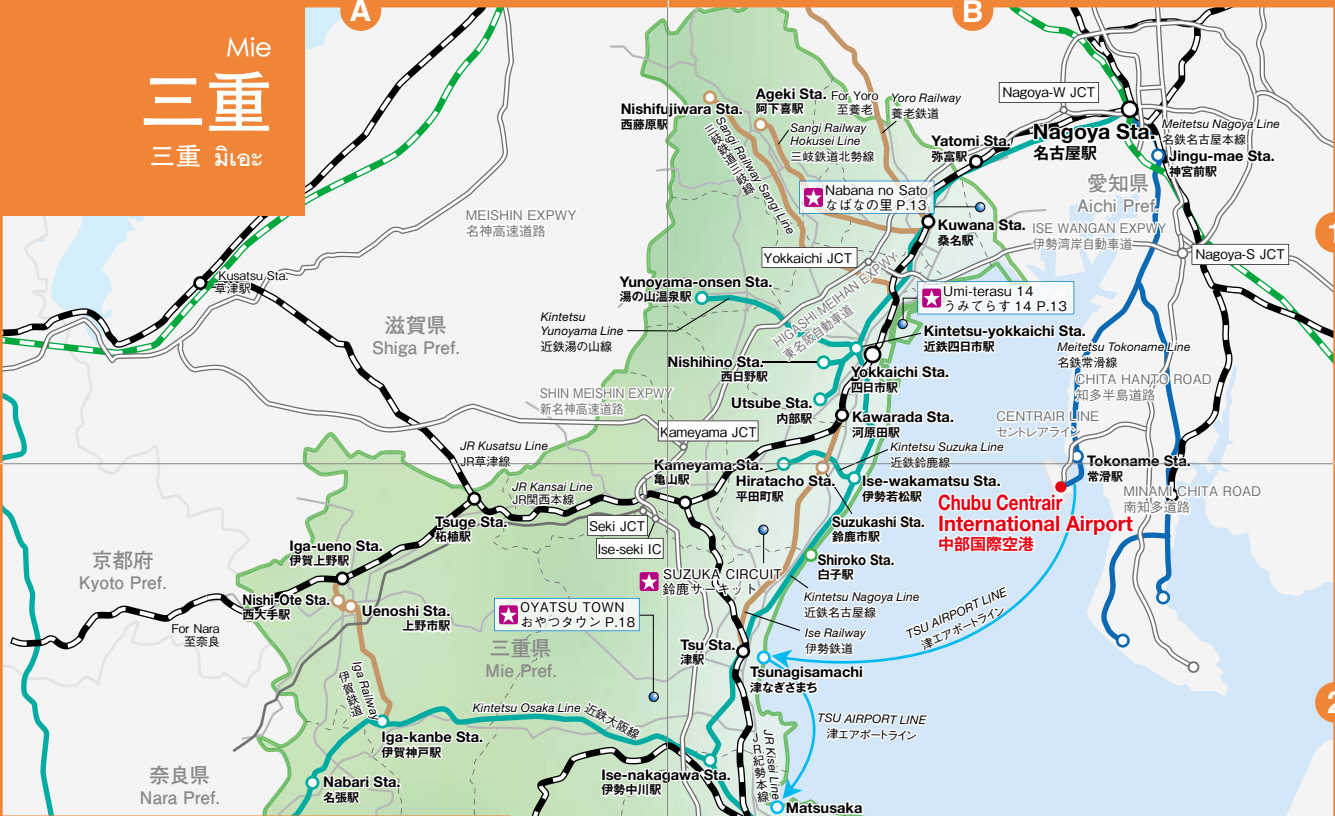 A
B
Mie
三重
三重 มิเอะ
Nishifujiwara Sta.
西藤原駅
Ageki Sta.
阿下喜駅
For Yoro
至養老
Yoro Railway
養老鉄道
Nagoya-W JCT
Sangi Railway
Hokusei Line
三岐鉄道北勢線
Sangi Railway Sangi Line
三岐鉄道三岐線
Yatomi Sta.
弥富駅
Nagoya Sta.
名古屋駅
Meitetsu Nagoya Line
名鉄名古屋本線
Jingu-mae Sta.
神宮前駅
愛知県
Aichi Pref.
Nabana no Sato
なばなの里 P.13
Kuwana Sta.
桑名駅
ISE WANGAN EXPWY
伊勢湾岸自動車道
Nagoya-S JCT
1
MEISHIN EXPWY
名神高速道路
Yokkaichi JCT
Kusatsu Sta.
草津駅
Yunoyama-onsen Sta.
湯の山温泉駅
HIGASHI MEIHAN EXPWY
東名阪自動車道
Umi-terasu 14
うみてらす14 P.13
滋賀県
Shiga Pref.
Kintetsu
Yunoyama Line
近鉄湯の山線
Kintetsu-yokkaichi Sta.
近鉄四日市駅
Meitetsu Tokoname Line
名鉄常滑線
Nishihino Sta.
西日野駅
Yokkaichi Sta.
四日市駅
CHITA HANTO ROAD
知多半島道路
SHIN MEISHIN EXPWY
新名神高速道路
Utsube Sta.
内部駅
Kawarada Sta.
河原田駅
CENTRAIR LINE
セントレアライン
Kameyama JCT
JR Kusatsu Line
JR草津線
Kintetsu Suzuka Line
近鉄鈴鹿線
Kameyama Sta.
亀山駅
Hiratacho Sta.
平田町駅
Ise-wakamatsu Sta.
伊勢若松駅
Tokoname Sta.
常滑駅
JR Kansai Line
JR関西本線
Chubu Centrair
International Airport
中部国際空港
MINAMI CHITA ROAD
南知多道路
Tsuge Sta.
柘植駅
Seki JCT
Ise-seki IC
Suzukashi Sta.
鈴鹿市駅
京都府
Kyoto Pref.
Iga-ueno Sta.
伊賀上野駅
Shiroko Sta.
白子駅
SUZUKA CIRCUIT
鈴鹿サーキット
Nishi-Ote Sta.
西大手駅
Uenoshi Sta.
上野市駅
OYATSU TOWN
おやつタウン P.18
Kintetsu Nagoya Line
近鉄名古屋線
TSU AIRPORT LINE
津エアポートライン
For Nara
至奈良
Ise Railway
伊勢鉄道
三重県
Mie Pref.
Tsu Sta.
津駅
Tsunagisamachi
津なぎさまち
Iga Railway
伊賀鉄道
2
Kintetsu Osaka Line 近鉄大阪線
TSU AIRPORT LINE
津エアポートライン
Iga-kanbe Sta.
伊賀神戸駅
JR Kisei Line
JR紀勢本線
奈良県
Nara Pref.
Nabari Sta.
名張駅
Ise-nakagawa Sta.
伊勢中川駅
Matsusaka